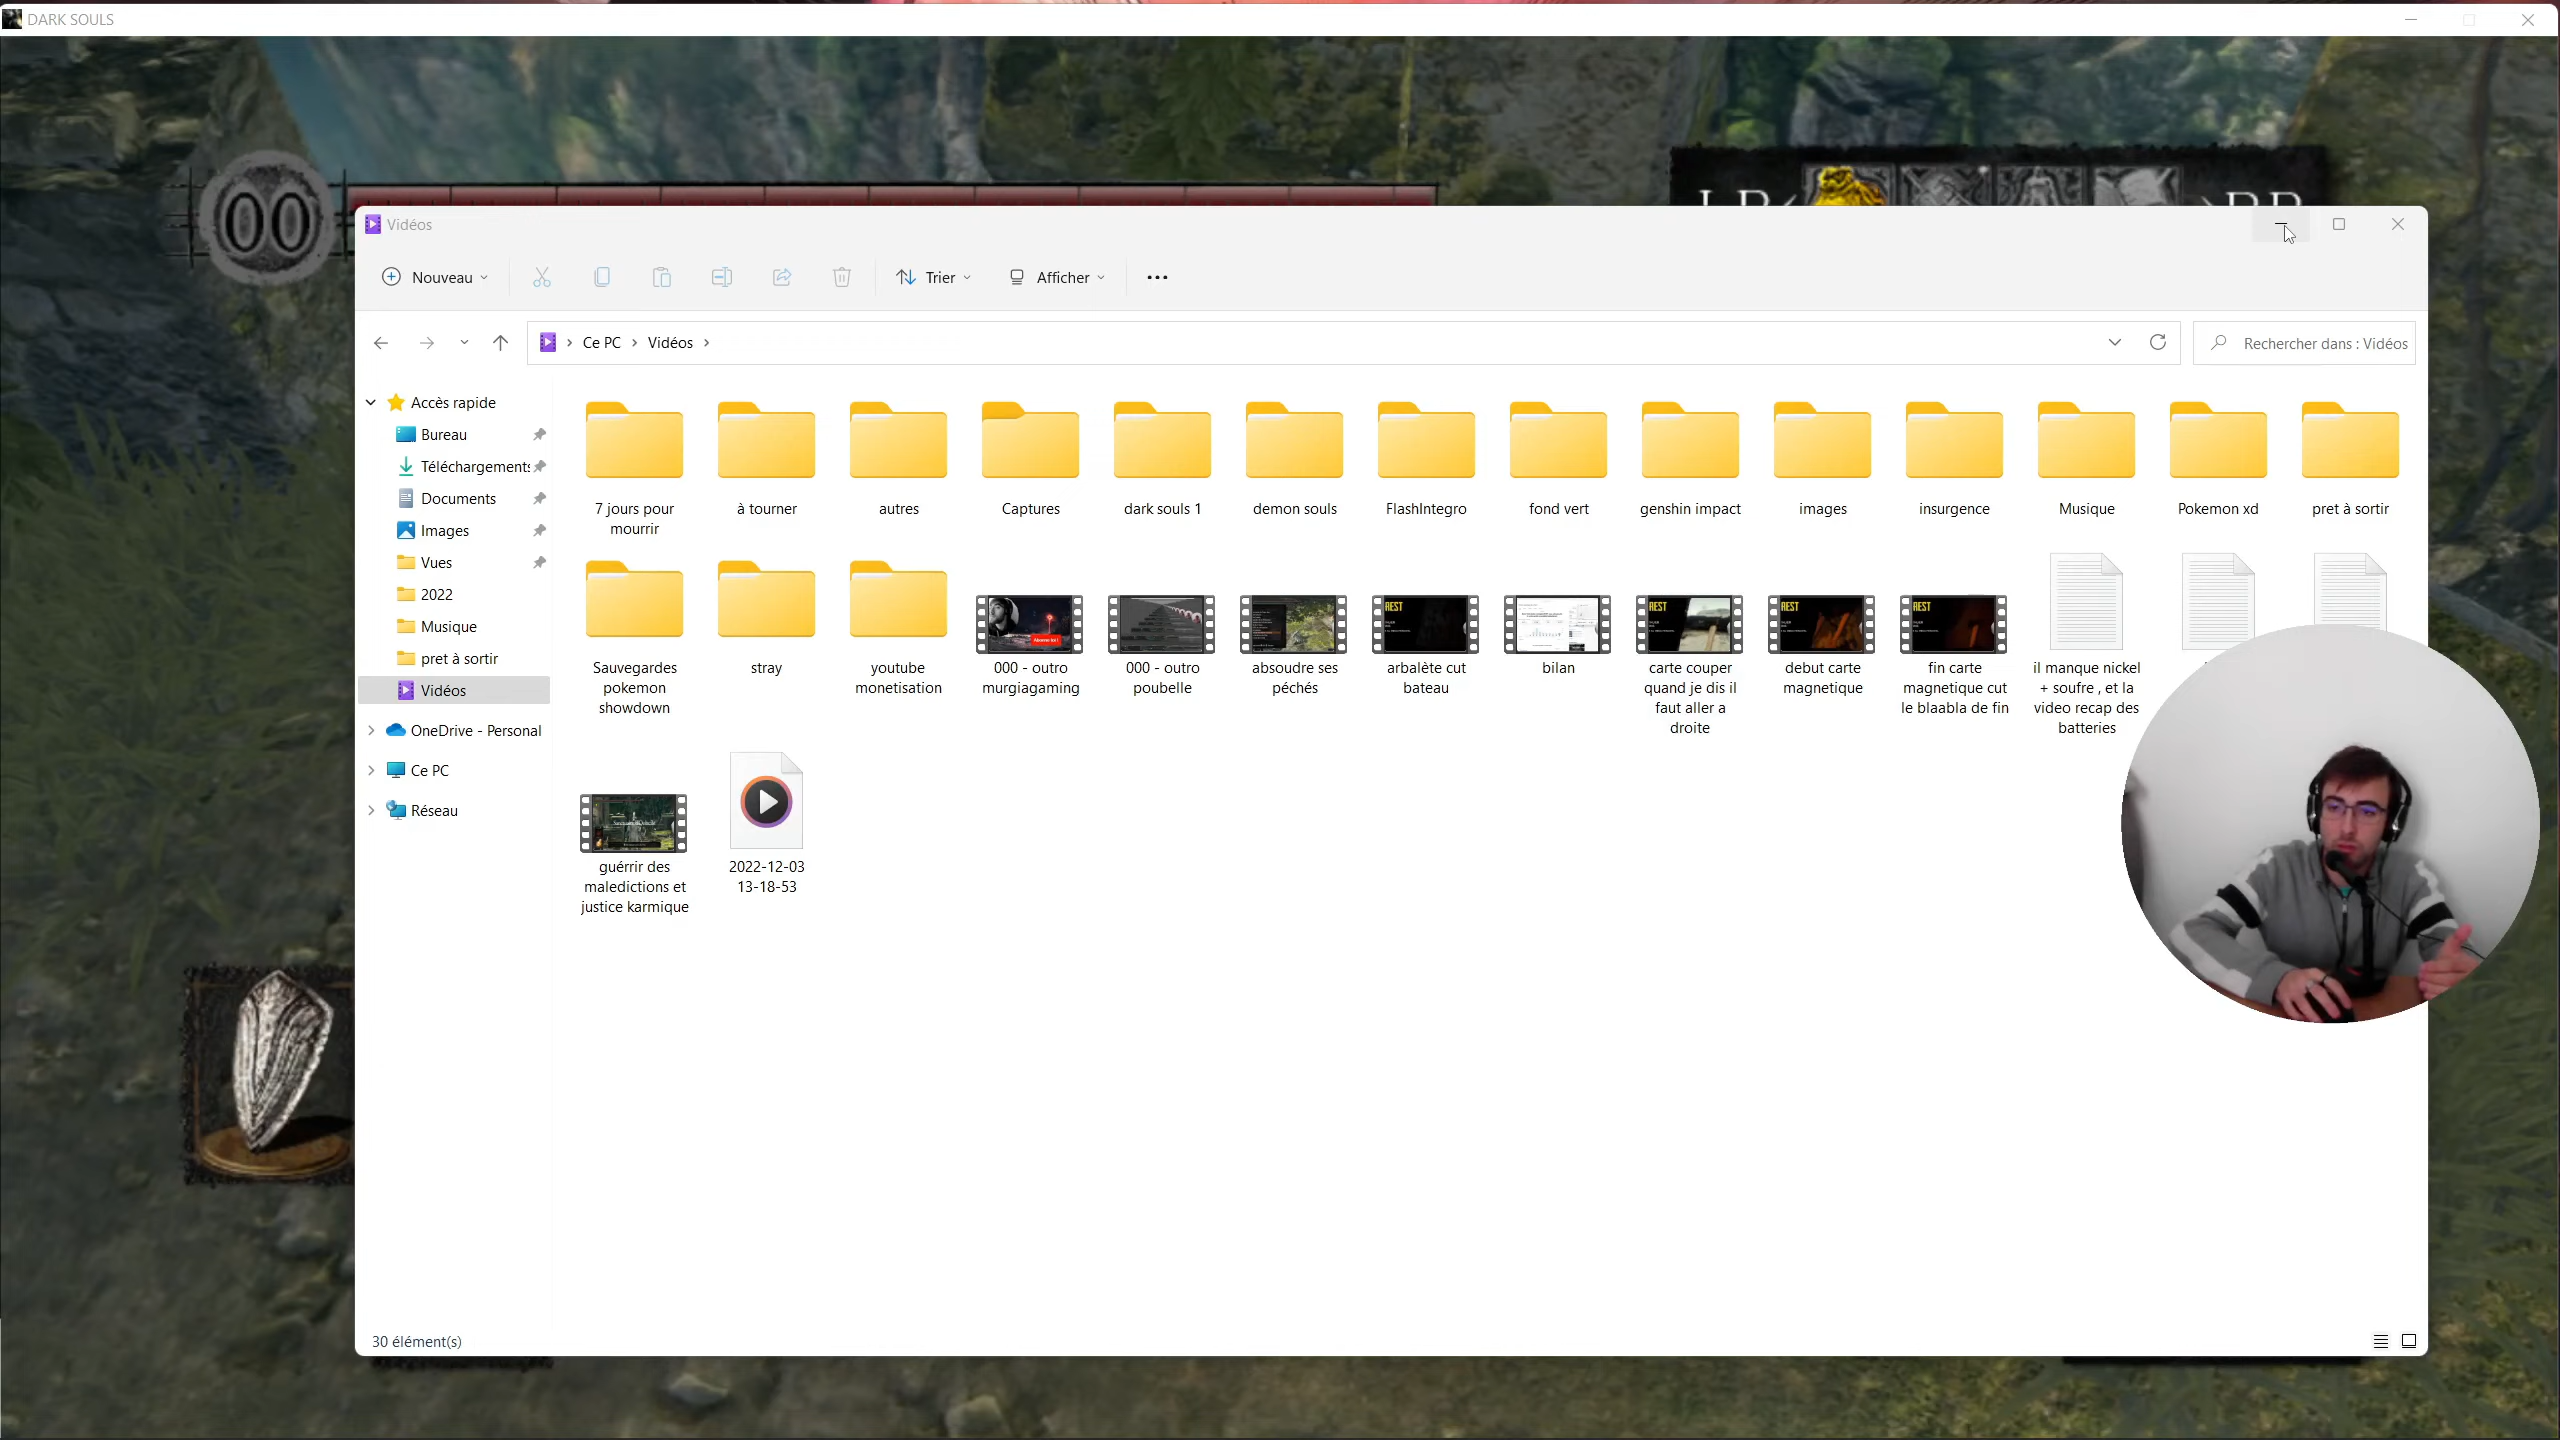 DARK SOULS
00
Vidéos
Nouveau
Trier
Afficher
Ce PC
Vidéos
Rechercher dans : Vidéos
Accès rapide
Bureau
Téléchargements
Documents
Images
Vues
2022
Musique
pret à sortir
Vidéos
OneDrive - Personal
Ce PC
Réseau
7 jours pour
mourrir
à tourner
autres
Captures
dark souls 1
demon souls
FlashIntegro
fond vert
genshin impact
images
insurgence
Musique
Pokemon xd
pret à sortir
Sauvegardes
pokemon
showdown
stray
youtube
monetisation
000 - outro
murgiagaming
000 - outro
poubelle
absoudre ses
péchés
REST
arbalète cut
bateau
bilan
REST
carte couper
quand je dis il
faut aller a
droite
REST
debut carte
magnetique
REST
fin carte
magnetique cut
le blaabla de fin
il manque nickel
+ soufre , et la
video recap des
batteries
guérrir des
maledictions et
justice karmique
2022-12-03
13-18-53
30 élément(s)